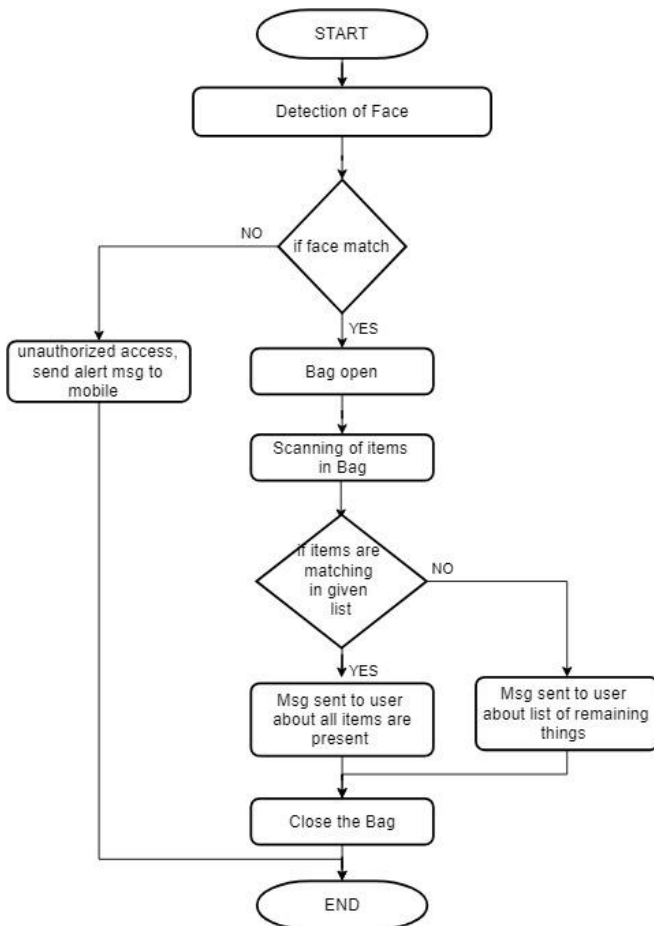 START
Detection of Face
if face match
NO
YES
unauthorized access,
send alert msg to
mobile
Bag open
Scanning of items
in Bag
if items are
matching
in given
list
NO
YES
Msg sent to user
about all items are
present
Msg sent to user
about list of remaining
things
Close the Bag
END